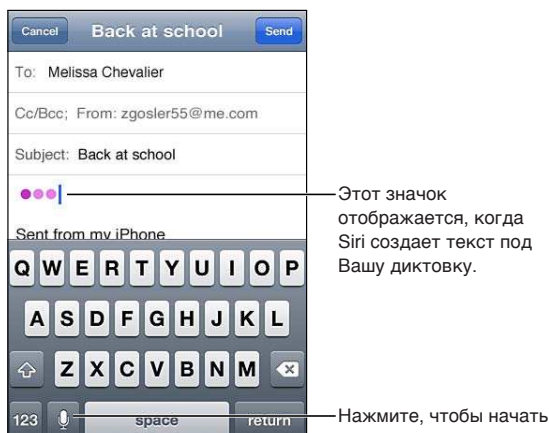 Cancel Back at school Send
To: Melissa Chevalier
Cc/Bcc; From: zgosler55@me.com
Subject: Back at school
Этот значок
отображается, когда
Siri создает текст под
Вашу диктовку.
Sent from my iPhone
Q W E R T Y U I O P
A S D F G H J K L
Z X C V B N M
123 space return
Нажмите, чтобы начать